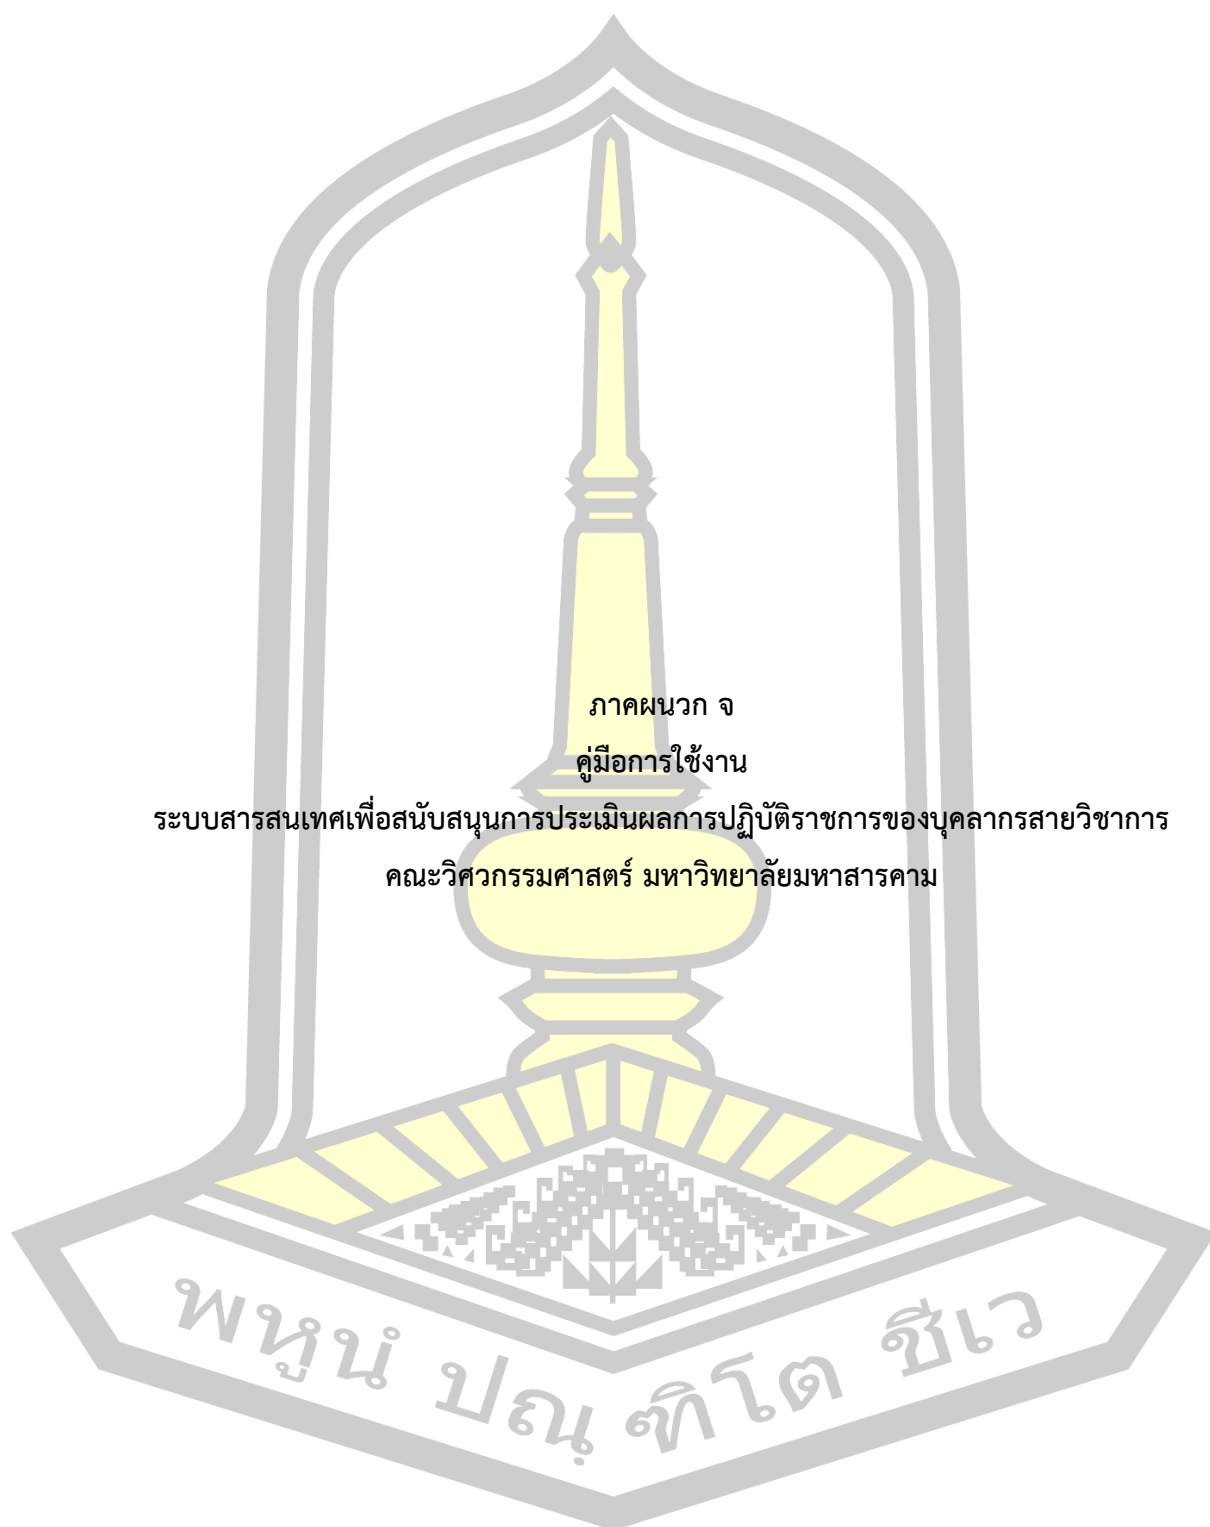 ภาคผนวก จ
คู่มือการใช้งาน
ระบบสารสนเทศเพื่อสนับสนุนการประเมินผลการปฏิบัติราชการของบุคลากรสายวิชาการ
คณะวิศวกรรมศาสตร์ มหาวิทยาลัยมหาสารคาม
พหูนํ ปณฺฑิโต ชีเว